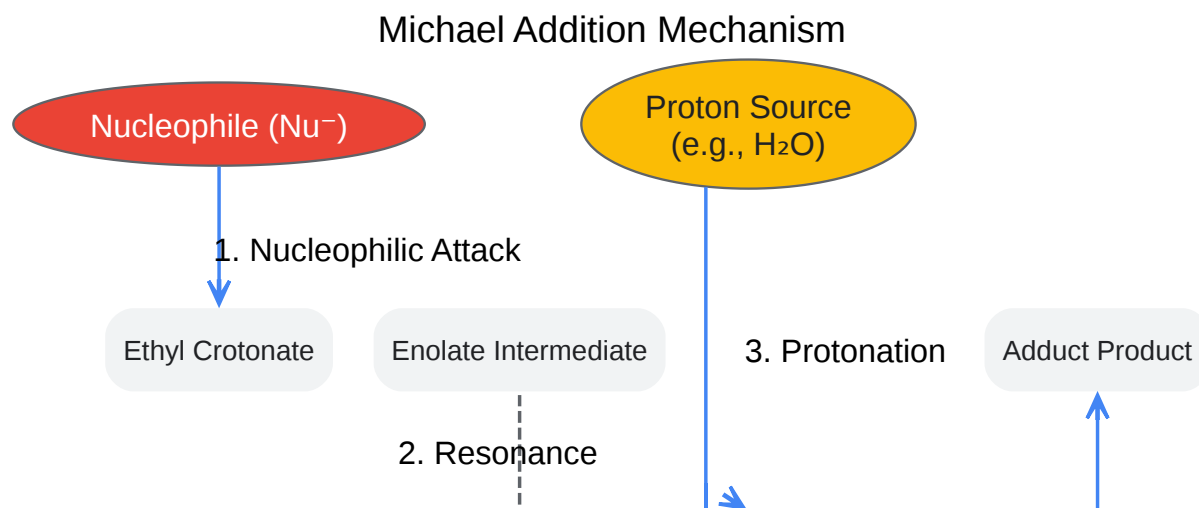 Michael Addition Mechanism
Nucleophile (Nu⁻)
Proton Source
(e.g., H₂O)
1. Nucleophilic Attack
Ethyl Crotonate
Enolate Intermediate
3. Protonation
Adduct Product
2. Resonance